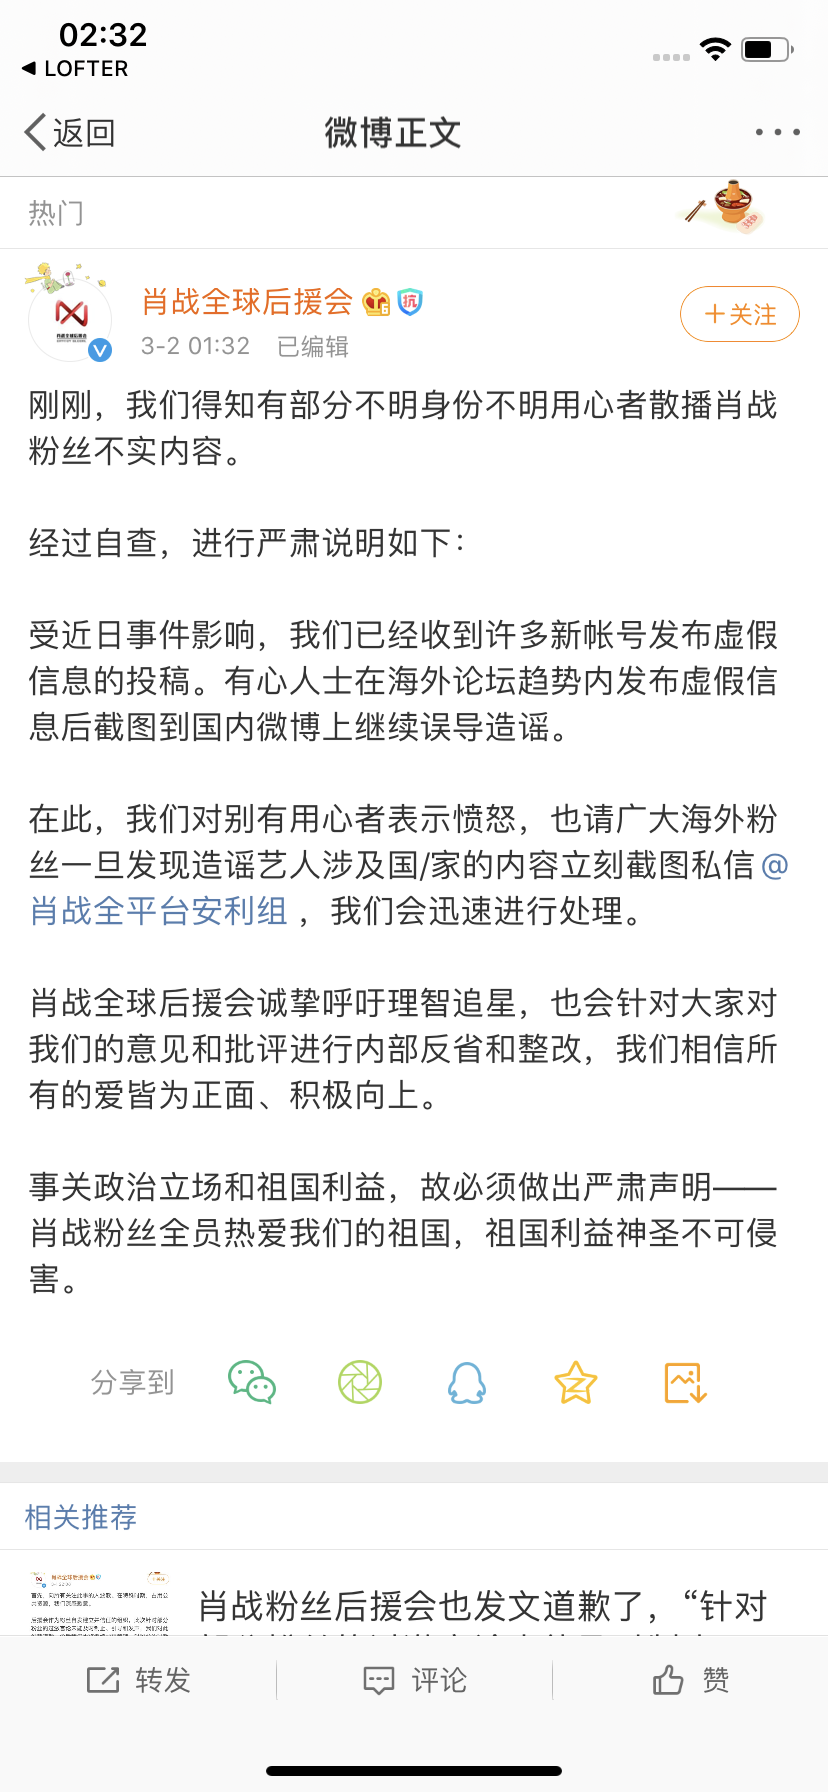 02:32
◀ LOFTER
返回
微博正文
热门
肖战全球后援会
抗
＋关注
3-2 01:32 已编辑
刚刚，我们得知有部分不明身份不明用心者散播肖战
粉丝不实内容。
经过自查，进行严肃说明如下：
受近日事件影响，我们已经收到许多新帐号发布虚假
信息的投稿。有心人士在海外论坛趋势内发布虚假信
息后截图到国内微博上继续误导造谣。
在此，我们对别有用心者表示愤怒，也请广大海外粉
丝一旦发现造谣艺人涉及国/家的内容立刻截图私信@
肖战全平台安利组 ，我们会迅速进行处理。
肖战全球后援会诚挚呼吁理智追星，也会针对大家对
我们的意见和批评进行内部反省和整改，我们相信所
有的爱皆为正面、积极向上。
事关政治立场和祖国利益，故必须做出严肃声明——
肖战粉丝全员热爱我们的祖国，祖国利益神圣不可侵
害。
分享到
相关推荐
肖战全球后援会
肖战粉丝后援会也发文道歉了，“针对
转发
评论
赞